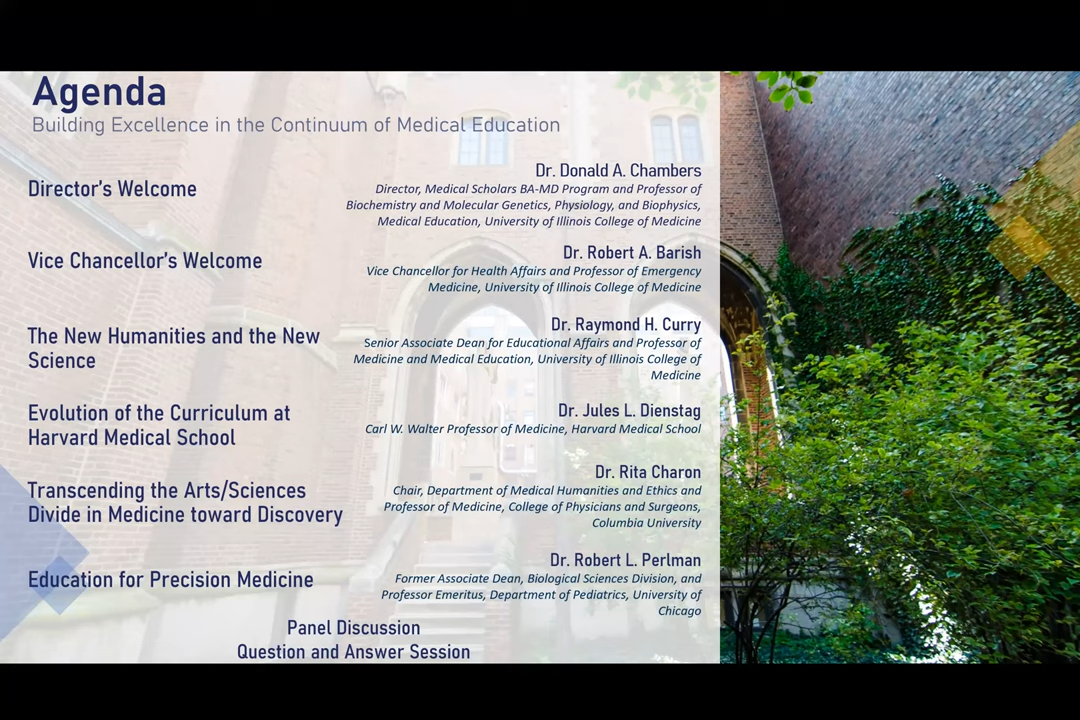 Agenda
Building Excellence in the Continuum of Medical Education
Director's Welcome
Dr. Donald A. Chambers
Director, Medical Scholars BA-MD Program and Professor of
Biochemistry and Molecular Genetics, Physiology, and Biophysics,
Medical Education, University of Illinois College of Medicine
Vice Chancellor's Welcome
Dr. Robert A. Barish
Vice Chancellor for Health Affairs and Professor of Emergency
Medicine, University of Illinois College of Medicine
The New Humanities and the New
Science
Dr. Raymond H. Curry
Senior Associate Dean for Educational Affairs and Professor of
Medicine and Medical Education, University of Illinois College of
Medicine
Evolution of the Curriculum at
Harvard Medical School
Dr. Jules L. Dienstag
Carl W. Walter Professor of Medicine, Harvard Medical School
Transcending the Arts/Sciences
Divide in Medicine toward Discovery
Dr. Rita Charon
Chair, Department of Medical Humanities and Ethics and
Professor of Medicine, College of Physicians and Surgeons,
Columbia University
Education for Precision Medicine
Dr. Robert L. Perlman
Former Associate Dean, Biological Sciences Division, and
Professor Emeritus, Department of Pediatrics, University of
Chicago
Panel Discussion
Question and Answer Session